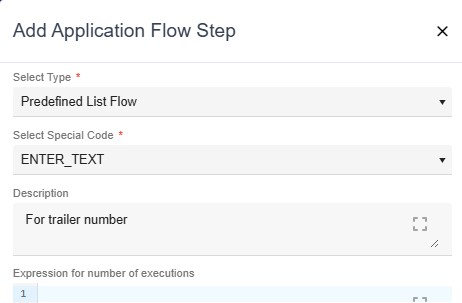 Add Application Flow Step
Select Type *
Predefined List Flow
Select Special Code *
ENTER_TEXT
Description
For trailer number
Expression for number of executions
1